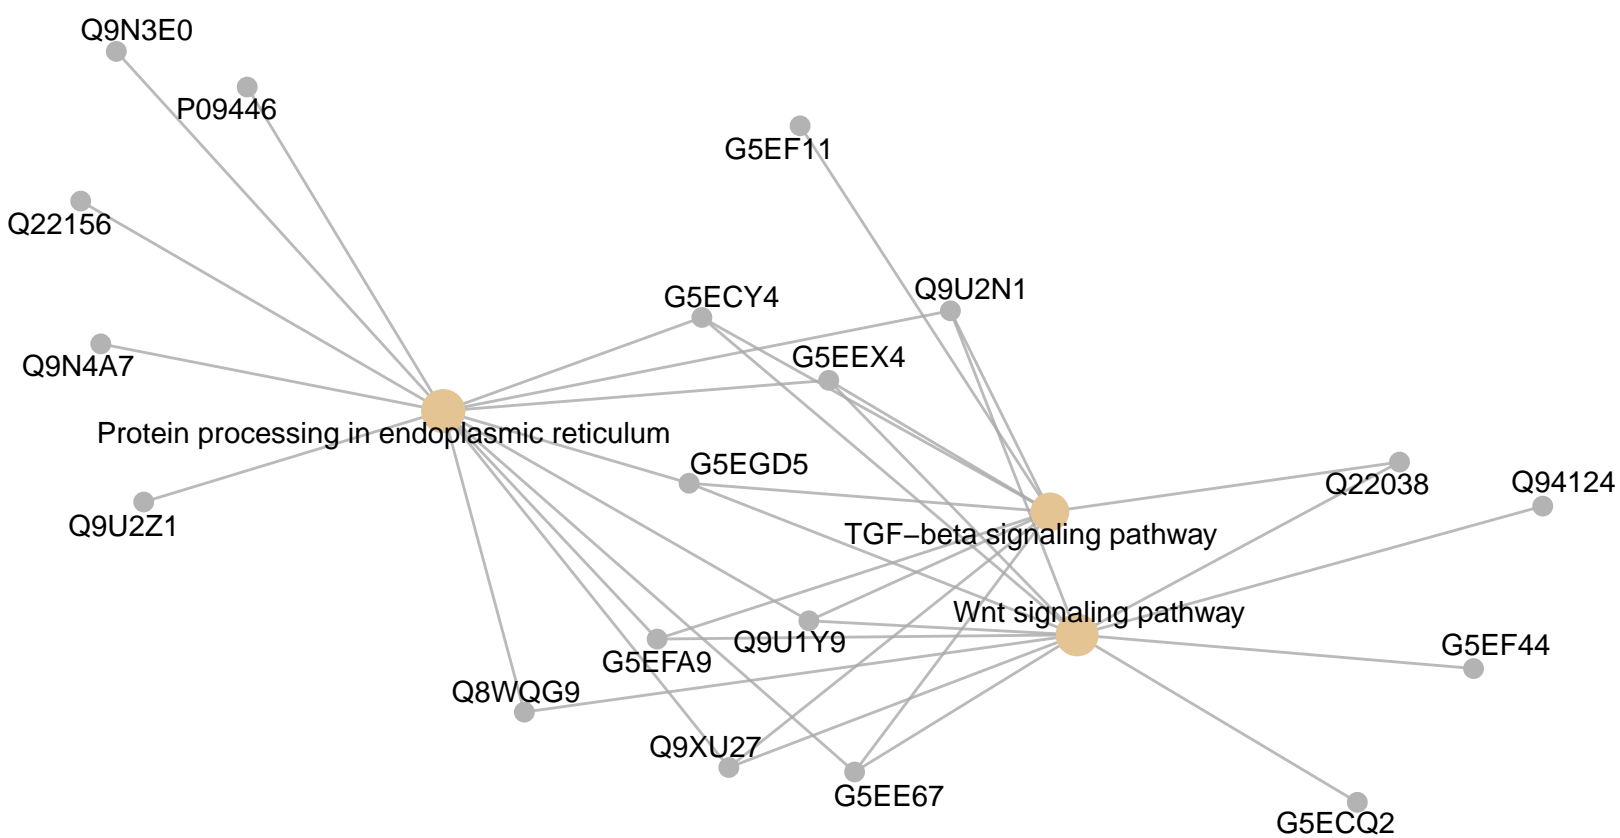 Q9N3E0
P09446
G5EF11
Q22156
G5ECY4
Q9U2N1
Q9N4A7
G5EEX4
Protein processing in endoplasmic reticulum
G5EGD5
Q22038
Q94124
Q9U2Z1
TGF−beta signaling pathway
Wnt signaling pathway
Q9U1Y9
G5EFA9
G5EF44
Q8WQG9
Q9XU27
G5EE67
G5ECQ2